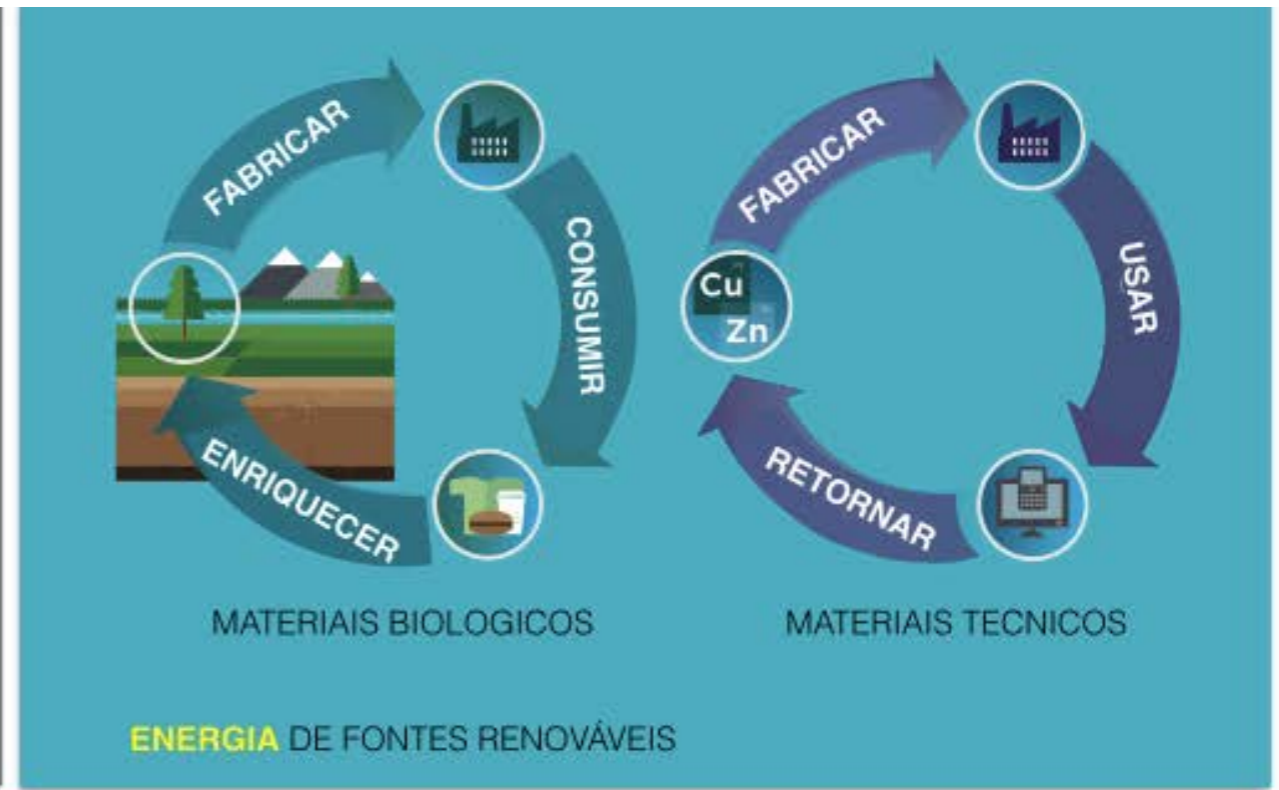 FABRICAR
CONSUMIR
ENRIQUECER
MATERIAIS BIOLOGICOS
FABRICAR
USAR
RETORNAR
Cu
Zn
MATERIAIS TECNICOS
ENERGIA DE FONTES RENOVÁVEIS